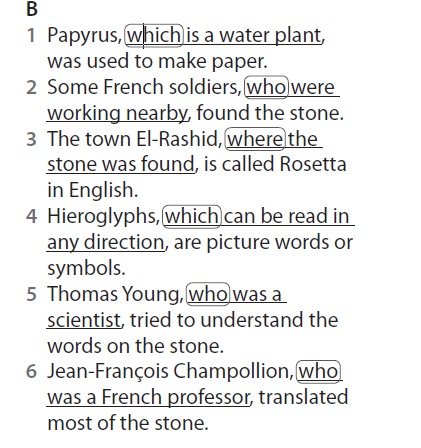 B
1 Papyrus, which is a water plant,
was used to make paper.
2 Some French soldiers, who were
working nearby, found the stone.
3 The town El-Rashid, where the
stone was found, is called Rosetta
in English.
4 Hieroglyphs, which can be read in
any direction, are picture words or
symbols.
5 Thomas Young, who was a
scientist, tried to understand the
words on the stone.
6 Jean-François Champollion, who
was a French professor, translated
most of the stone.